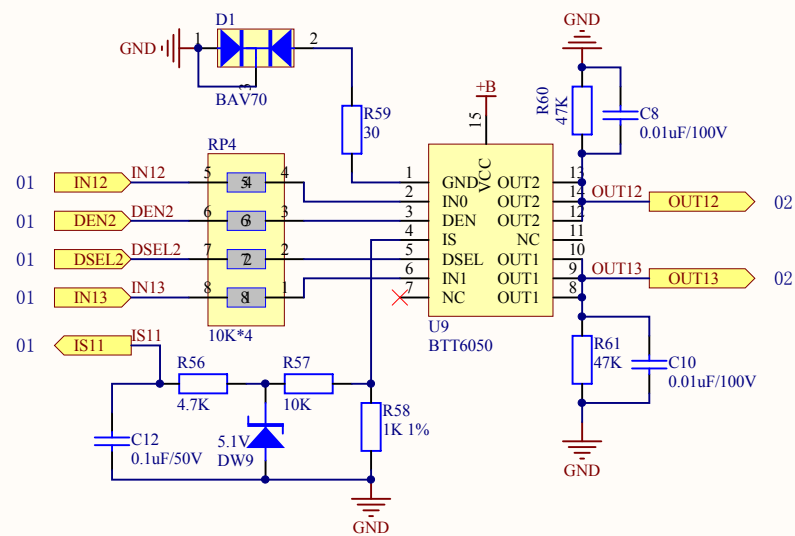 D1
GND
1
2
3
BAV70
R59
30
GND
R60
47K
C8
0.01uF/100V
+B
15
VCC
RP4
01
IN12
IN12
5
4
01
DEN2
DEN2
6
3
01
DSEL2
DSEL2
7
2
01
IN13
IN13
8
1
10K*4
01
IS11
IS11
1
GND
2
IN0
3
DEN
4
IS
5
DSEL
6
IN1
7
NC
OUT2
13
OUT2
14
OUT2
12
NC
11
OUT1
10
OUT1
9
OUT1
8
U9
BTT6050
OUT12
OUT12
02
OUT13
OUT13
02
R61
47K
C10
0.01uF/100V
GND
R56
4.7K
R57
10K
R58
1K 1%
C12
0.1uF/50V
5.1V
DW9
GND